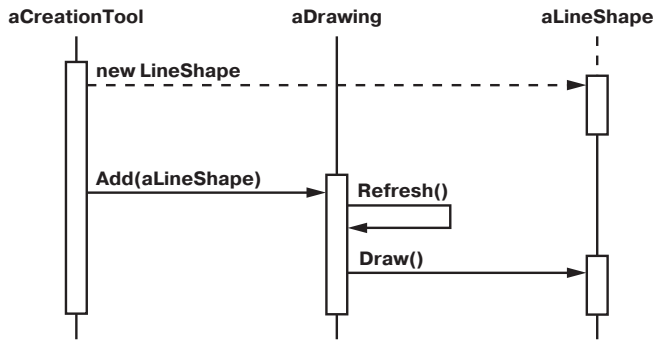 aCreationTool
aDrawing
aLineShape
new LineShape
Add(aLineShape)
Refresh()
Draw()